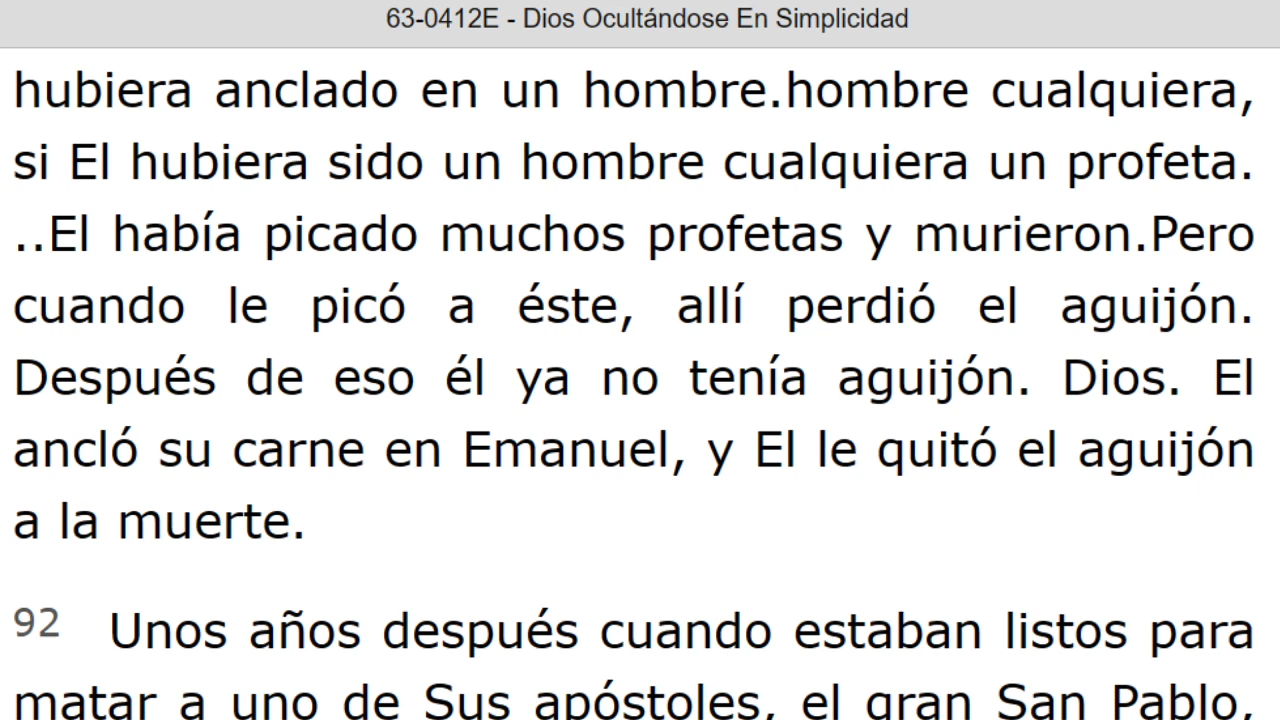 63-0412E - Dios Ocultándose En Simplicidad
hubiera anclado en un hombre.hombre cualquiera,
si El hubiera sido un hombre cualquiera un profeta.
..El había picado muchos profetas y murieron.Pero
cuando le picó a éste, allí perdió el aguijón.
Después de eso él ya no tenía aguijón. Dios. El
ancló su carne en Emanuel, y El le quitó el aguijón
a la muerte.
92 Unos años después cuando estaban listos para
matar a uno de Sus apóstoles, el gran San Pablo,